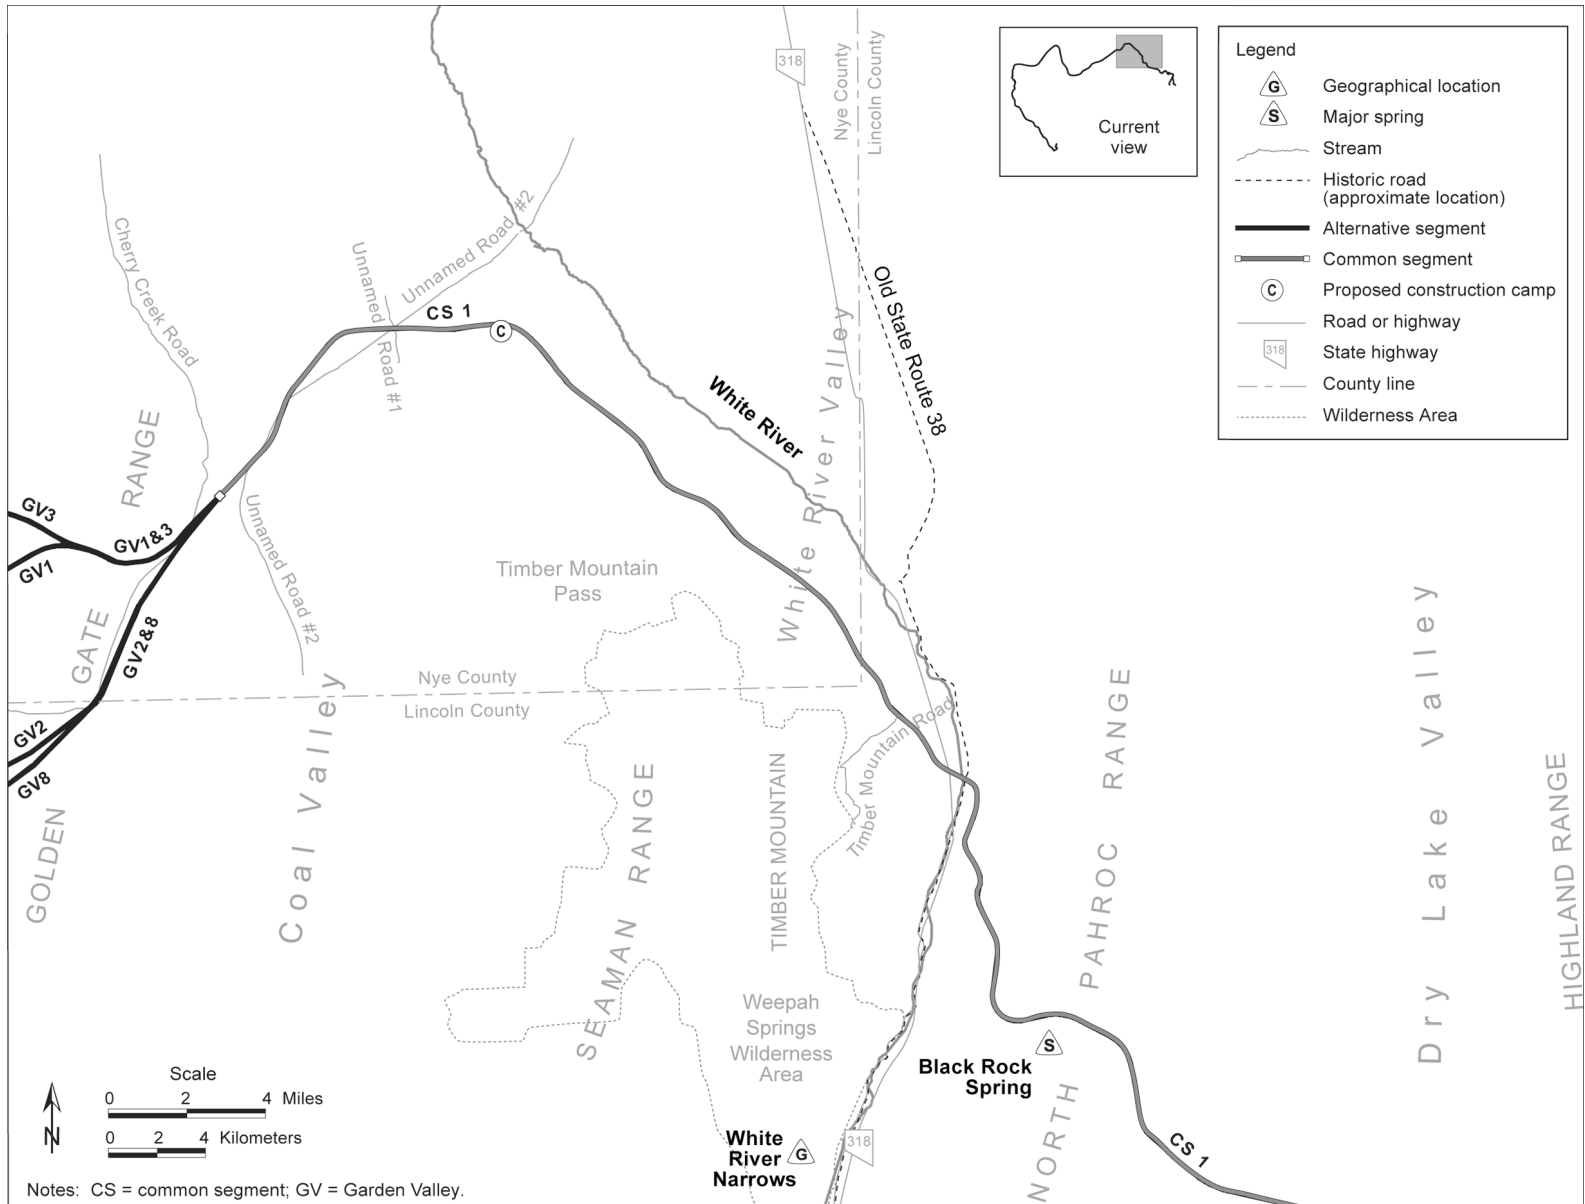 318
Nye County
Lincoln County
Current
view
Legend
G
Geographical location
S
Major spring
Stream
Historic road
(approximate location)
Alternative segment
Common segment
C
Proposed construction camp
Road or highway
318
State highway
County line
Wilderness Area
Cherry Creek Road
Unnamed Road #1
Unnamed Road #2
CS 1
C
Old State Route 38
White River
White River Valley
GV3
GV1
GV1&3
GV2&8
GV2
GV8
GOLDEN GATE RANGE
Unnamed Road #2
Timber Mountain
Pass
Nye County
Lincoln County
Coal Valley
SEAMAN RANGE
TIMBER MOUNTAIN
Timber Mountain Road
NORTH PAHROC RANGE
Dry Lake Valley
HIGHLAND RANGE
Weepah
Springs
Wilderness
Area
Black Rock
Spring
S
White
River
Narrows
G
318
CS 1
Scale
0 2 4 Miles
0 2 4 Kilometers
N
Notes: CS = common segment; GV = Garden Valley.